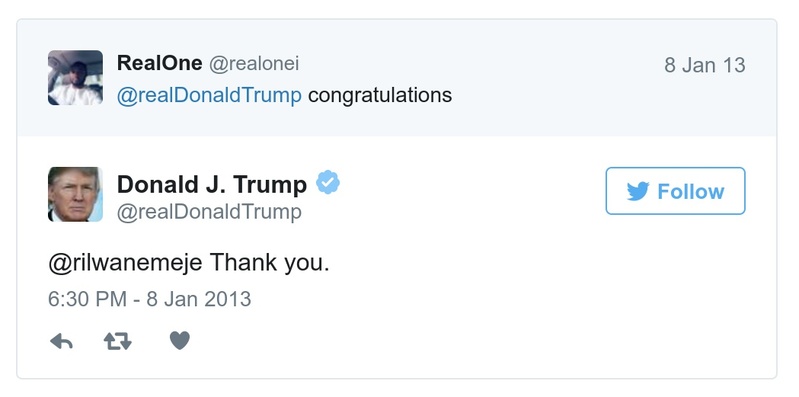 RealOne @realonei 8 Jan 13
@realDonaldTrump congratulations
Donald J. Trump
@realDonaldTrump
Follow
@rilwanemeje Thank you.
6:30 PM - 8 Jan 2013